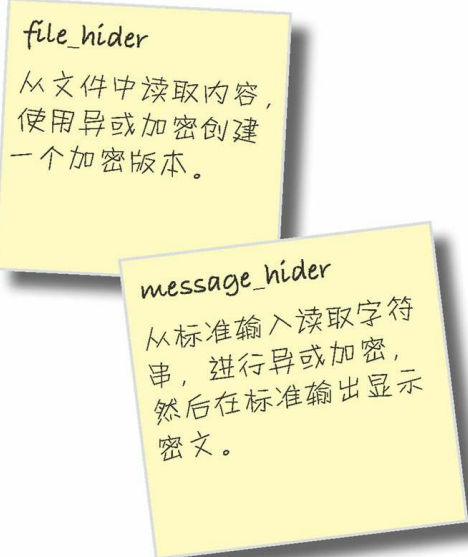 file_hider
从文件中读取内容，
使用异或加密创建
一个加密版本。
message_hider
从标准输入读取字符
串，进行异或加密，
然后在标准输出显示
密文。